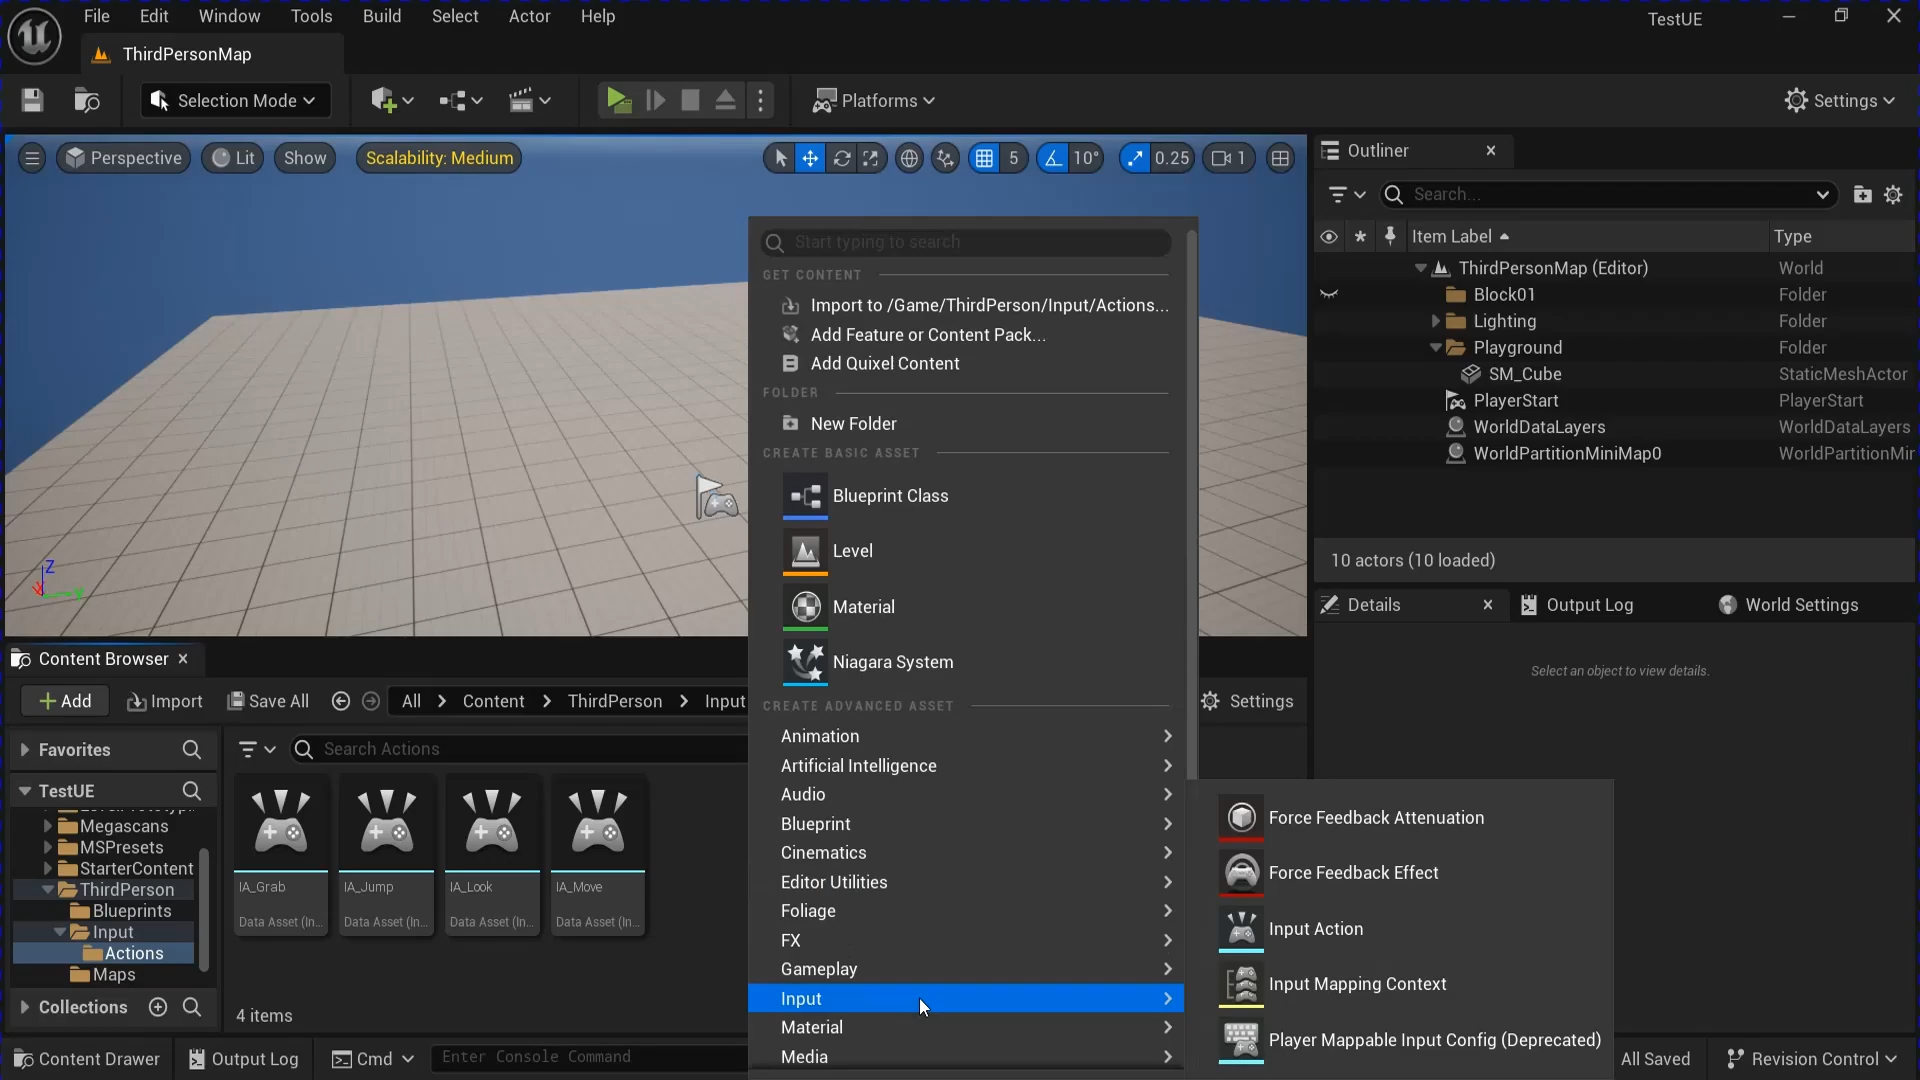 File Edit Window Tools Build Select Actor Help TestUE
ThirdPersonMap
Selection Mode Platforms Settings
Perspective Lit Show Scalability: Medium 5 10° 0.25 1
Outliner
Search...
Item Label Type
ThirdPersonMap (Editor) World
Block01 Folder
Lighting Folder
Playground Folder
SM_Cube StaticMeshActor
PlayerStart PlayerStart
WorldDataLayers WorldDataLayers
WorldPartitionMiniMap0 WorldPartitionMir
10 actors (10 loaded)
Details Output Log World Settings
Select an object to view details.
Start typing to search
GET CONTENT
Import to /Game/ThirdPerson/Input/Actions...
Add Feature or Content Pack...
Add Quixel Content
FOLDER
New Folder
CREATE BASIC ASSET
Blueprint Class
Level
Material
Niagara System
CREATE ADVANCED ASSET
Animation
Artificial Intelligence
Audio
Blueprint
Cinematics
Editor Utilities
Foliage
FX
Gameplay
Input
Material
Media
Force Feedback Attenuation
Force Feedback Effect
Input Action
Input Mapping Context
Player Mappable Input Config (Deprecated)
Z
X
Y
Content Browser
Add Import Save All All Content ThirdPerson Input Settings
Favorites
Search Actions
TestUE
Megascans
MSPresets
StarterContent
ThirdPerson
Blueprints
Input
Actions
Maps
Collections
IA_Grab IA_Jump IA_Look IA_Move
Data Asset (In... Data Asset (In... Data Asset (In... Data Asset (In...
4 items
Content Drawer Output Log Cmd Enter Console Command All Saved Revision Control